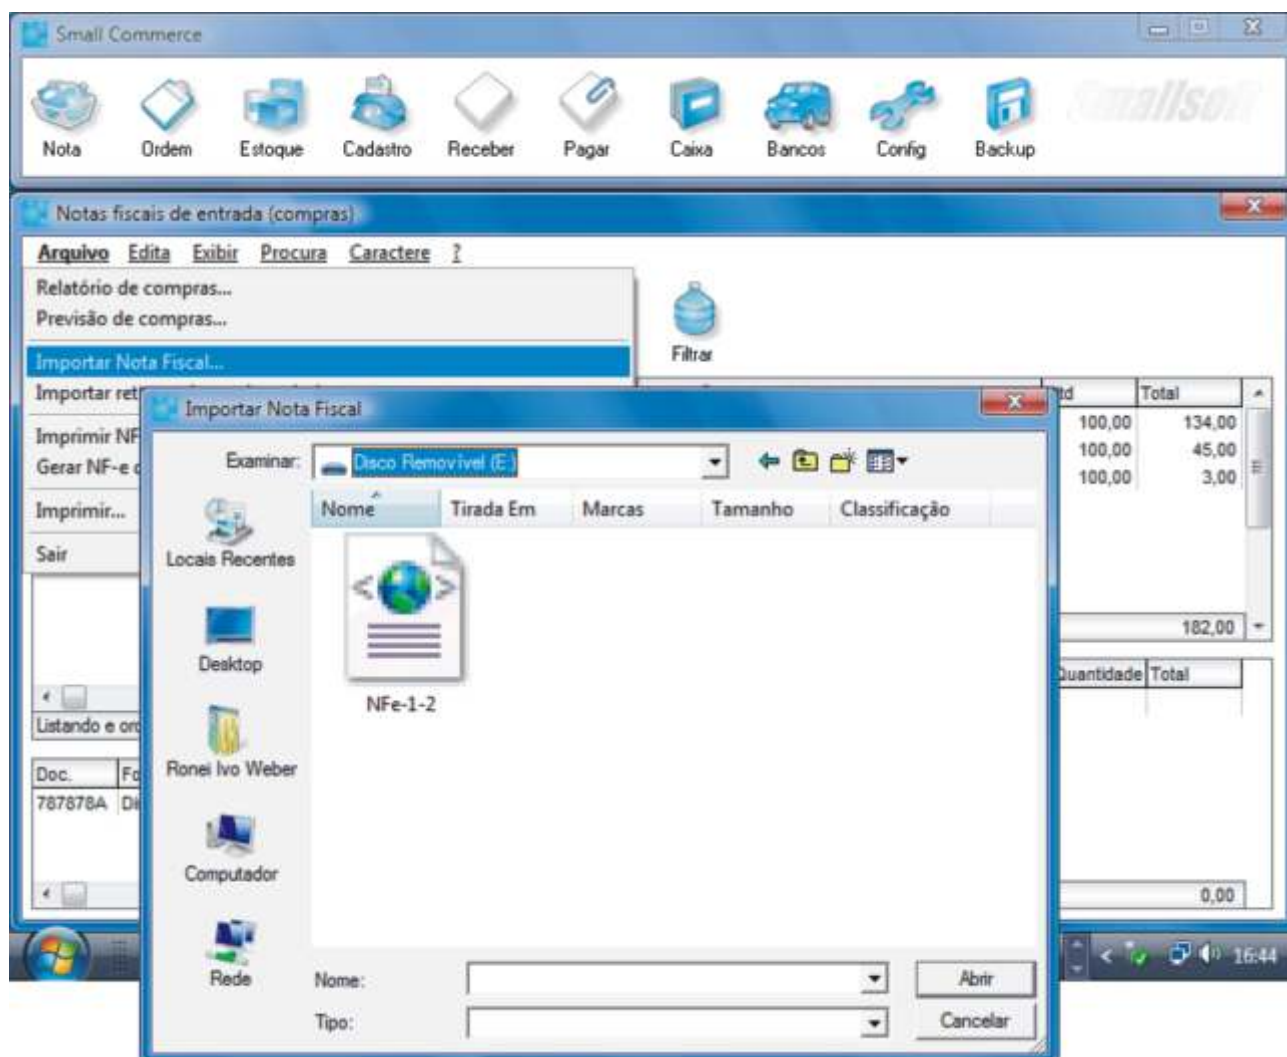 Small Commerce
Nota Ordem Estoque Cadastro Receber Pagar Caixa Bancos Config Backup
Smallsoft
Notas fiscais de entrada (compras)
Arquivo Edita Exibir Procura Caractere ?
Relatório de compras...
Previsão de compras...
Importar Nota Fiscal...
Filtrar
Importar ret
Importar Nota Fiscal
td Total
100,00 134,00
Imprimir NF
100,00 45,00
Gerar NF-e
Examinar: Disco Removível (E:)
100,00 3,00
Imprimir...
Nome Tirada Em Marcas Tamanho Classificação
Sair
Locais Recentes
182,00
Desktop
Quantidade Total
NFe-1-2
Listando e
Ronei Ivo Weber
Doc. Fo
787878A Di
Computador
0,00
16:44
Rede
Nome: Abrir
Tipo: Cancelar